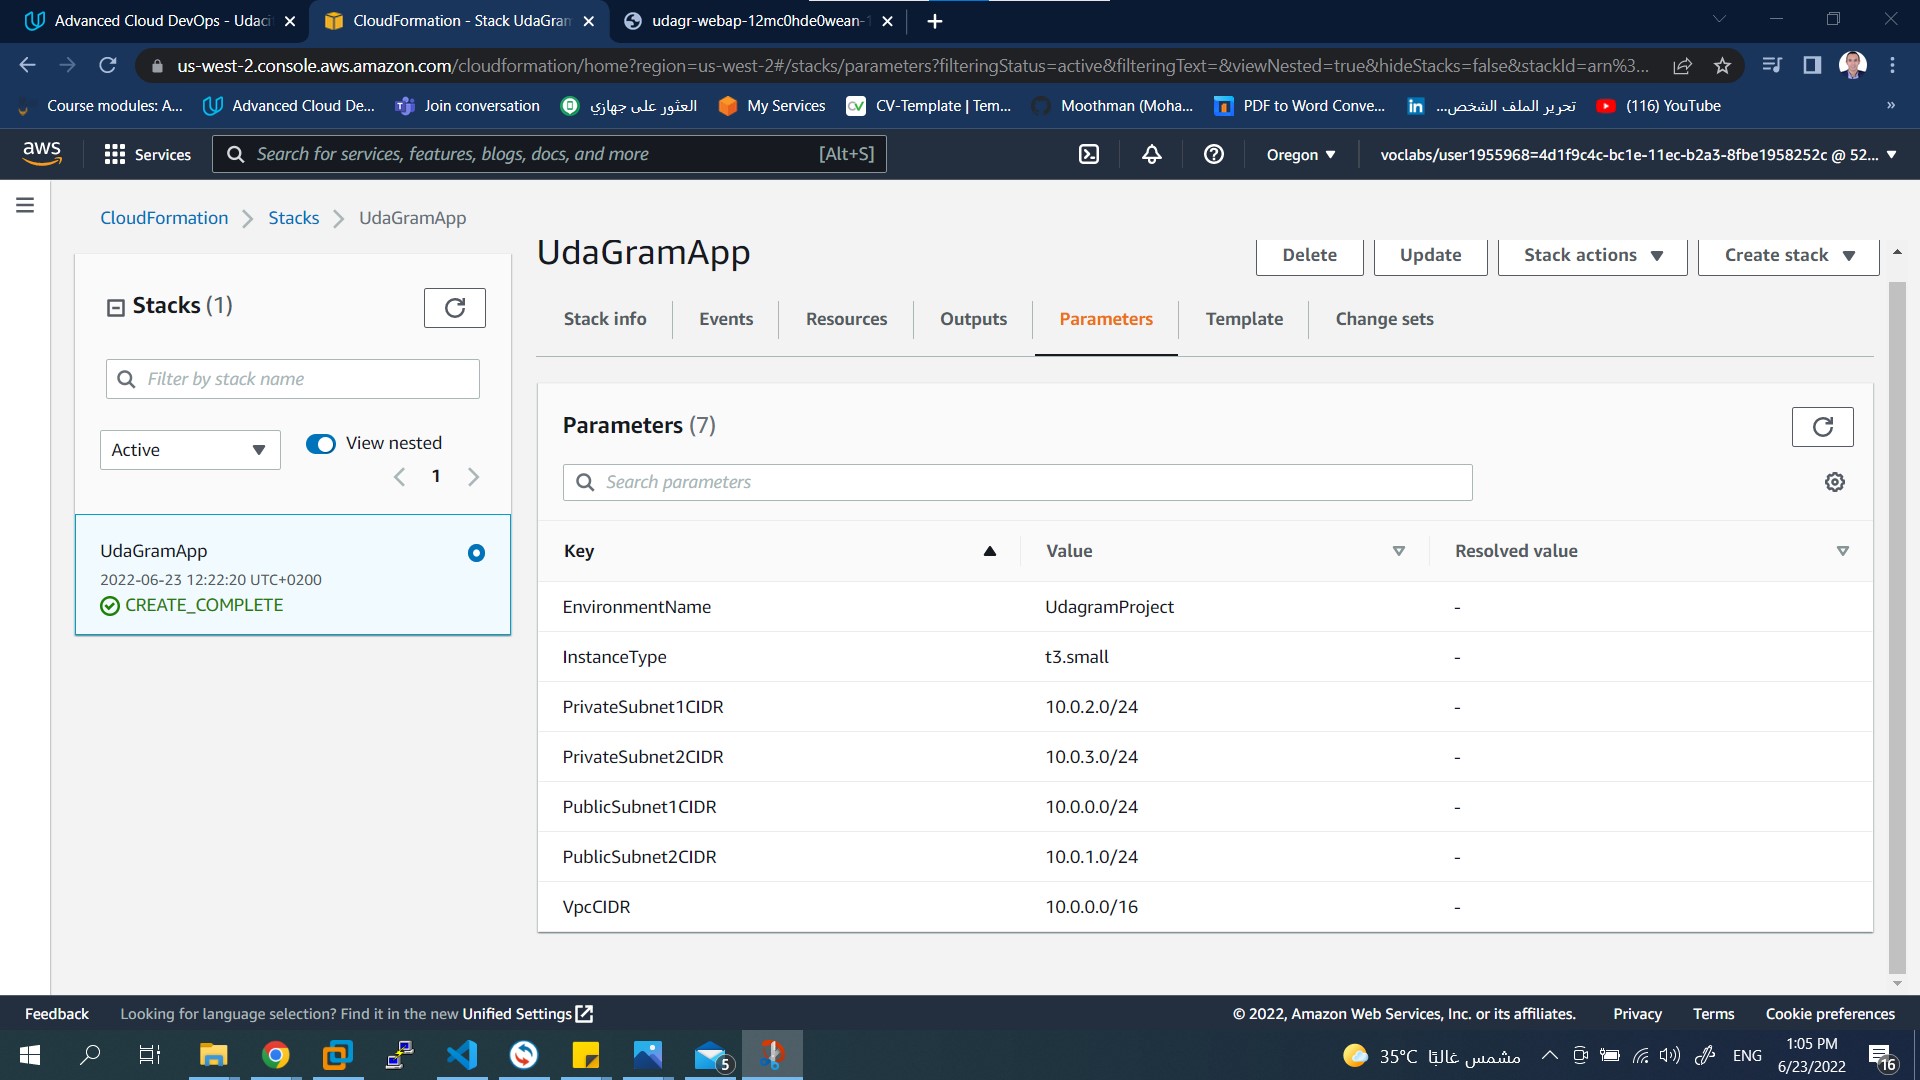 Advanced Cloud DevOps - Udaci
CloudFormation - Stack UdaGram
udagr-webap-12mc0hde0wean-1
us-west-2.console.aws.amazon.com/cloudformation/home?region=us-west-2#/stacks/parameters?filteringStatus=active&filteringText=&viewNested=true&hideStacks=false&stackId=arn%3...
Course modules: A...
Advanced Cloud De...
Join conversation
العثور على جهازي
My Services
CV-Template | Tem...
Moothman (Moha...
PDF to Word Conve...
تحرير الملف الشخص...
(116) YouTube
»
aws
Services
Search for services, features, blogs, docs, and more
[Alt+S]
Oregon
voclabs/user1955968=4d1f9c4c-bc1e-11ec-b2a3-8fbe1958252c @ 52...
CloudFormation
Stacks
UdaGramApp
Stacks (1)
Filter by stack name
Active
View nested
1
UdaGramApp
2022-06-23 12:22:20 UTC+0200
CREATE_COMPLETE
UdaGramApp
Delete
Update
Stack actions
Create stack
Stack info
Events
Resources
Outputs
Parameters
Template
Change sets
Parameters (7)
Search parameters
Key Value Resolved value
EnvironmentName UdagramProject -
InstanceType t3.small -
PrivateSubnet1CIDR 10.0.2.0/24 -
PrivateSubnet2CIDR 10.0.3.0/24 -
PublicSubnet1CIDR 10.0.0.0/24 -
PublicSubnet2CIDR 10.0.1.0/24 -
VpcCIDR 10.0.0.0/16 -
Feedback
Looking for language selection? Find it in the new Unified Settings
© 2022, Amazon Web Services, Inc. or its affiliates.
Privacy
Terms
Cookie preferences
5
35°C مشمس غالبًا
ENG
1:05 PM
6/23/2022
16